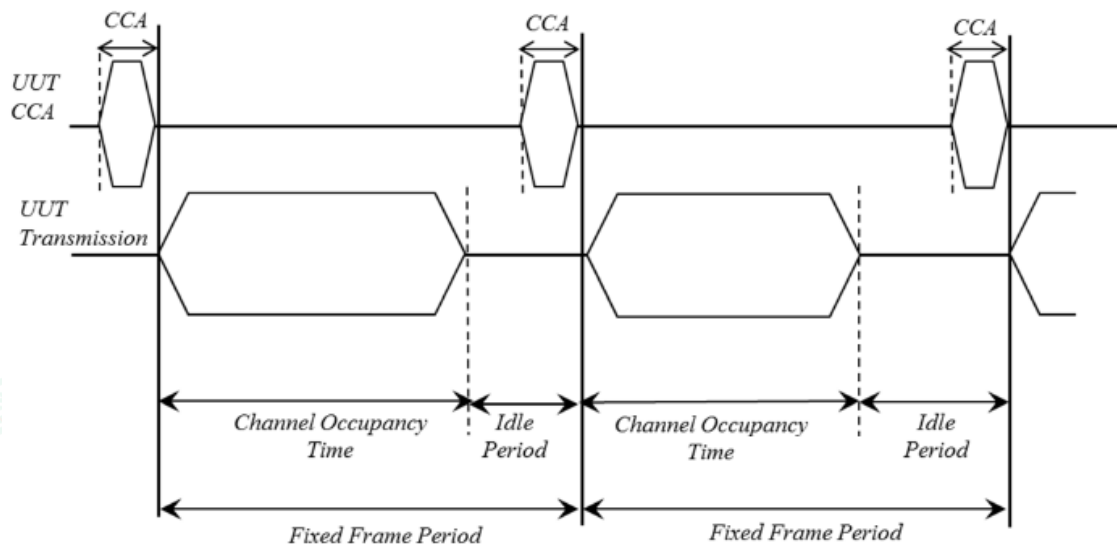 CCA
CCA
CCA
UUT
CCA
UUT
Transmission
Channel Occupancy
Time
Idle
Period
Channel Occupancy
Time
Idle
Period
Fixed Frame Period
Fixed Frame Period